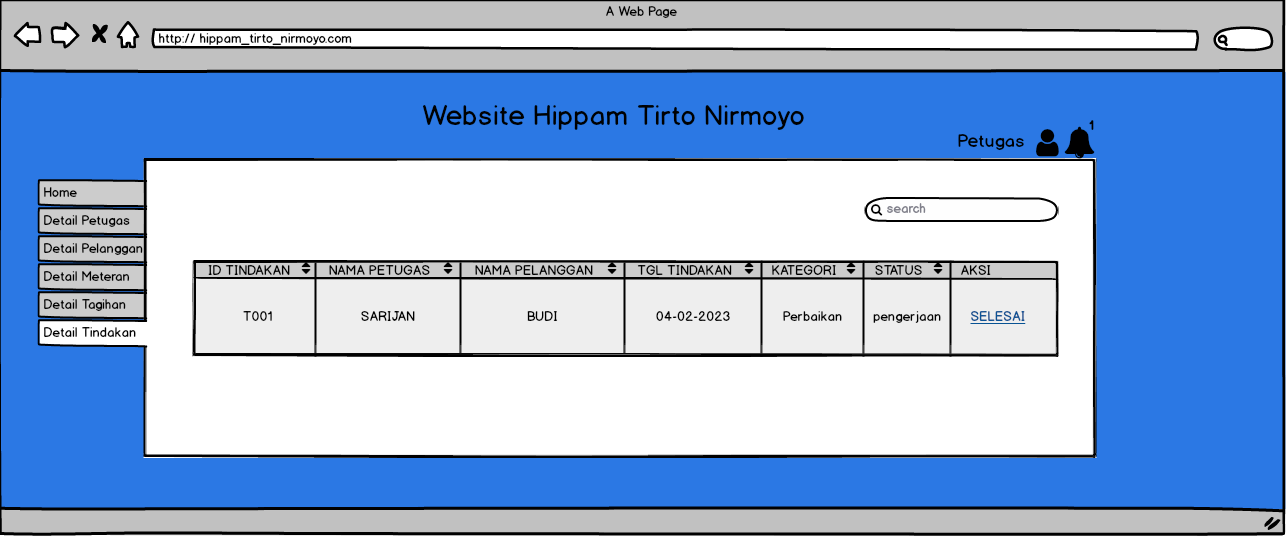 A Web Page
http:// hippam_tirto_nirmoyo.com
Website Hippam Tirto Nirmoyo
Petugas 1
Home
Detail Petugas
Detail Pelanggan
Detail Meteran
Detail Tagihan
Detail Tindakan
search
ID TINDAKAN NAMA PETUGAS NAMA PELANGGAN TGL TINDAKAN KATEGORI STATUS AKSI
T001 SARIJAN BUDI 04-02-2023 Perbaikan pengerjaan SELESAI